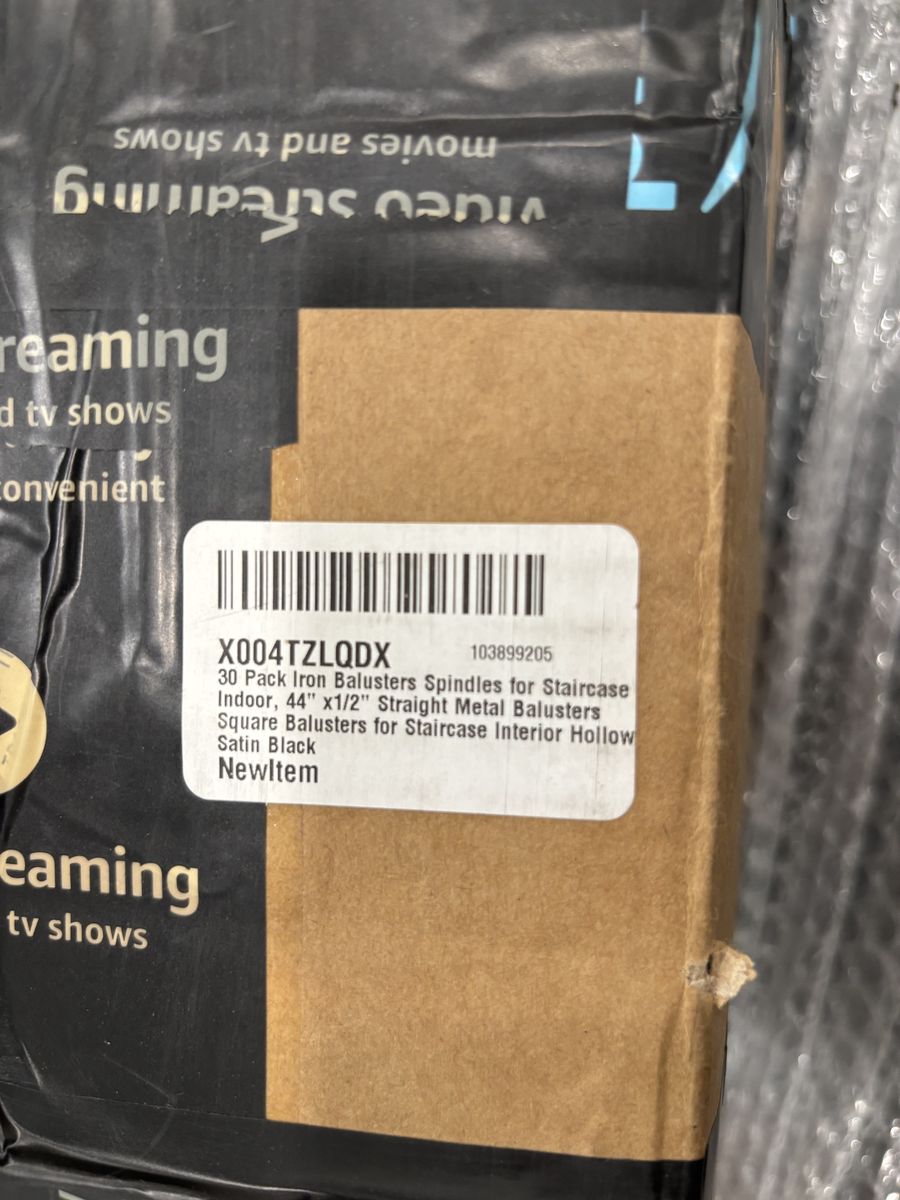 movies and tv shows
video streaming
reaming
d tv shows
convenient
X004TZLQDX 103899205
30 Pack Iron Balusters Spindles for Staircase
Indoor, 44" x1/2" Straight Metal Balusters
Square Balusters for Staircase Interior Hollow
Satin Black
NewItem
eaming
tv shows